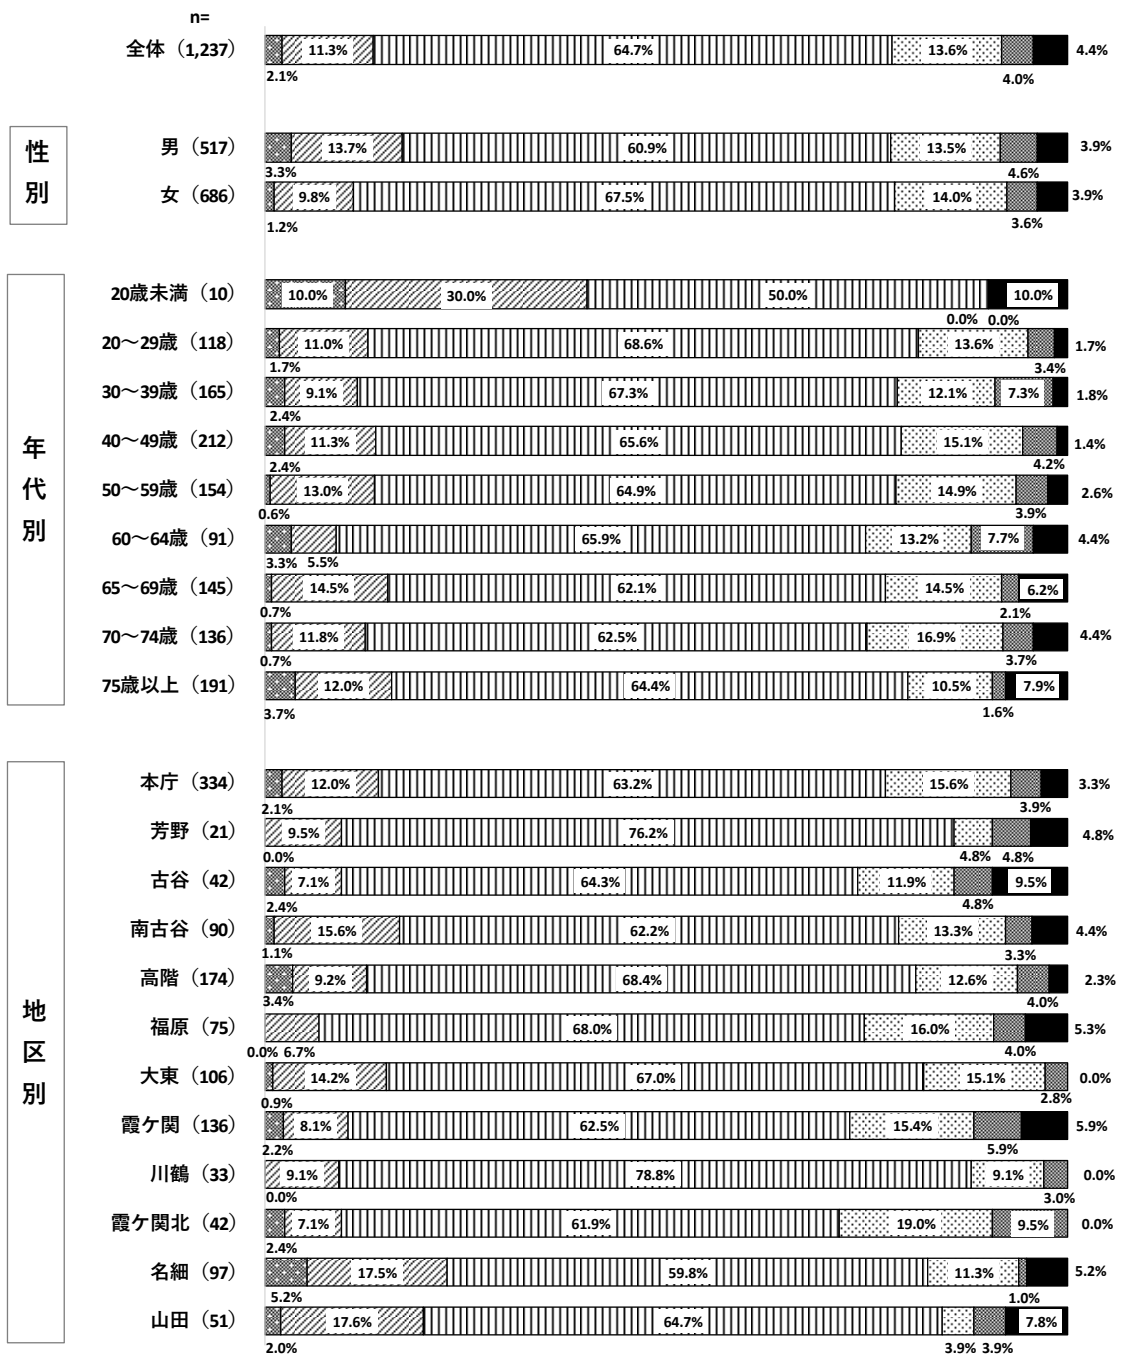 n=
全体（1,237）
11.3% 64.7% 13.6% 4.4%
2.1% 4.0%
性別
男（517）
13.7% 60.9% 13.5% 3.9%
3.3% 4.6%
女（686）
9.8% 67.5% 14.0% 3.9%
1.2% 3.6%
年代別
20歳未満（10）
10.0% 30.0% 50.0% 10.0%
0.0% 0.0%
20～29歳（118）
11.0% 68.6% 13.6% 1.7%
1.7% 3.4%
30～39歳（165）
9.1% 67.3% 12.1% 7.3% 1.8%
2.4%
40～49歳（212）
11.3% 65.6% 15.1% 1.4%
2.4% 4.2%
50～59歳（154）
13.0% 64.9% 14.9% 2.6%
0.6% 3.9%
60～64歳（91）
65.9% 13.2% 7.7% 4.4%
3.3% 5.5%
65～69歳（145）
14.5% 62.1% 14.5% 6.2%
0.7% 2.1%
70～74歳（136）
11.8% 62.5% 16.9% 4.4%
0.7% 3.7%
75歳以上（191）
12.0% 64.4% 10.5% 7.9%
3.7% 1.6%
地区別
本庁（334）
12.0% 63.2% 15.6% 3.3%
2.1% 3.9%
芳野（21）
9.5% 76.2% 4.8%
0.0% 4.8% 4.8%
古谷（42）
7.1% 64.3% 11.9% 9.5%
2.4% 4.8%
南古谷（90）
15.6% 62.2% 13.3% 4.4%
1.1% 3.3%
高階（174）
9.2% 68.4% 12.6% 2.3%
3.4% 4.0%
福原（75）
68.0% 16.0% 5.3%
0.0% 6.7% 4.0%
大東（106）
14.2% 67.0% 15.1% 0.0%
0.9% 2.8%
霞ケ関（136）
8.1% 62.5% 15.4% 5.9%
2.2% 5.9%
川鶴（33）
9.1% 78.8% 9.1% 0.0%
0.0% 3.0%
霞ケ関北（42）
7.1% 61.9% 19.0% 9.5% 0.0%
2.4%
名細（97）
17.5% 59.8% 11.3% 5.2%
5.2% 1.0%
山田（51）
17.6% 64.7% 7.8%
2.0% 3.9% 3.9%